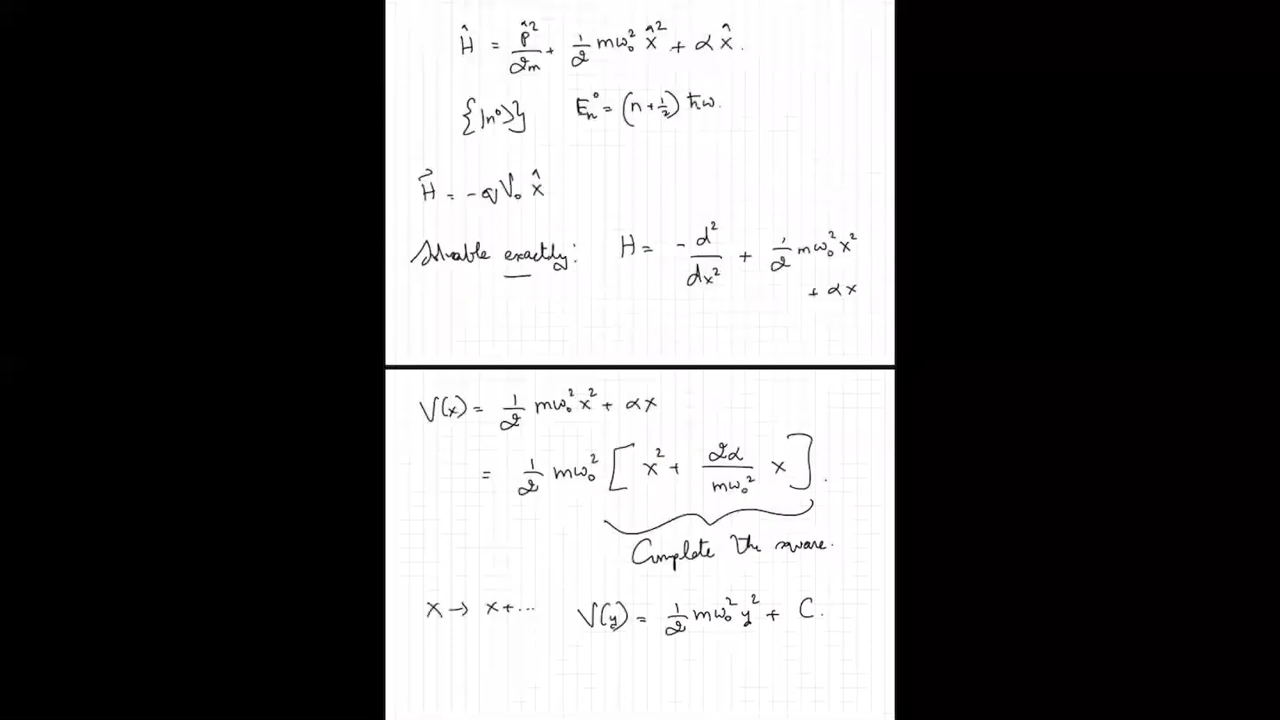 Ĥ = p̂²/2m + 1/2 mω₀² x̂² + α x̂.
{|n⁰⟩} Eₙ⁰ = (n + 1/2) ħω.
H̃ = -qV₀ x̂
Solvable exactly: H = - d²/dx² + 1/2 mω₀² x²
+ αx
V(x) = 1/2 mω₀² x² + αx
= 1/2 mω₀² [ x² + 2α/mω₀² x ].
Complete the square.
x → x + ... V(y) = 1/2 mω₀² y² + C.